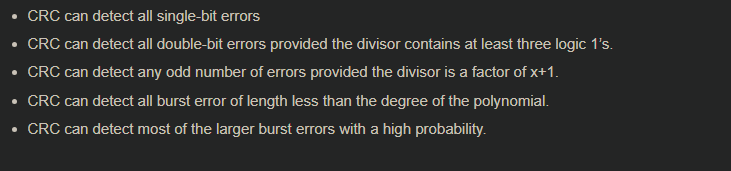 • CRC can detect all single-bit errors
• CRC can detect all double-bit errors provided the divisor contains at least three logic 1’s.
• CRC can detect any odd number of errors provided the divisor is a factor of x+1.
• CRC can detect all burst error of length less than the degree of the polynomial.
• CRC can detect most of the larger burst errors with a high probability.